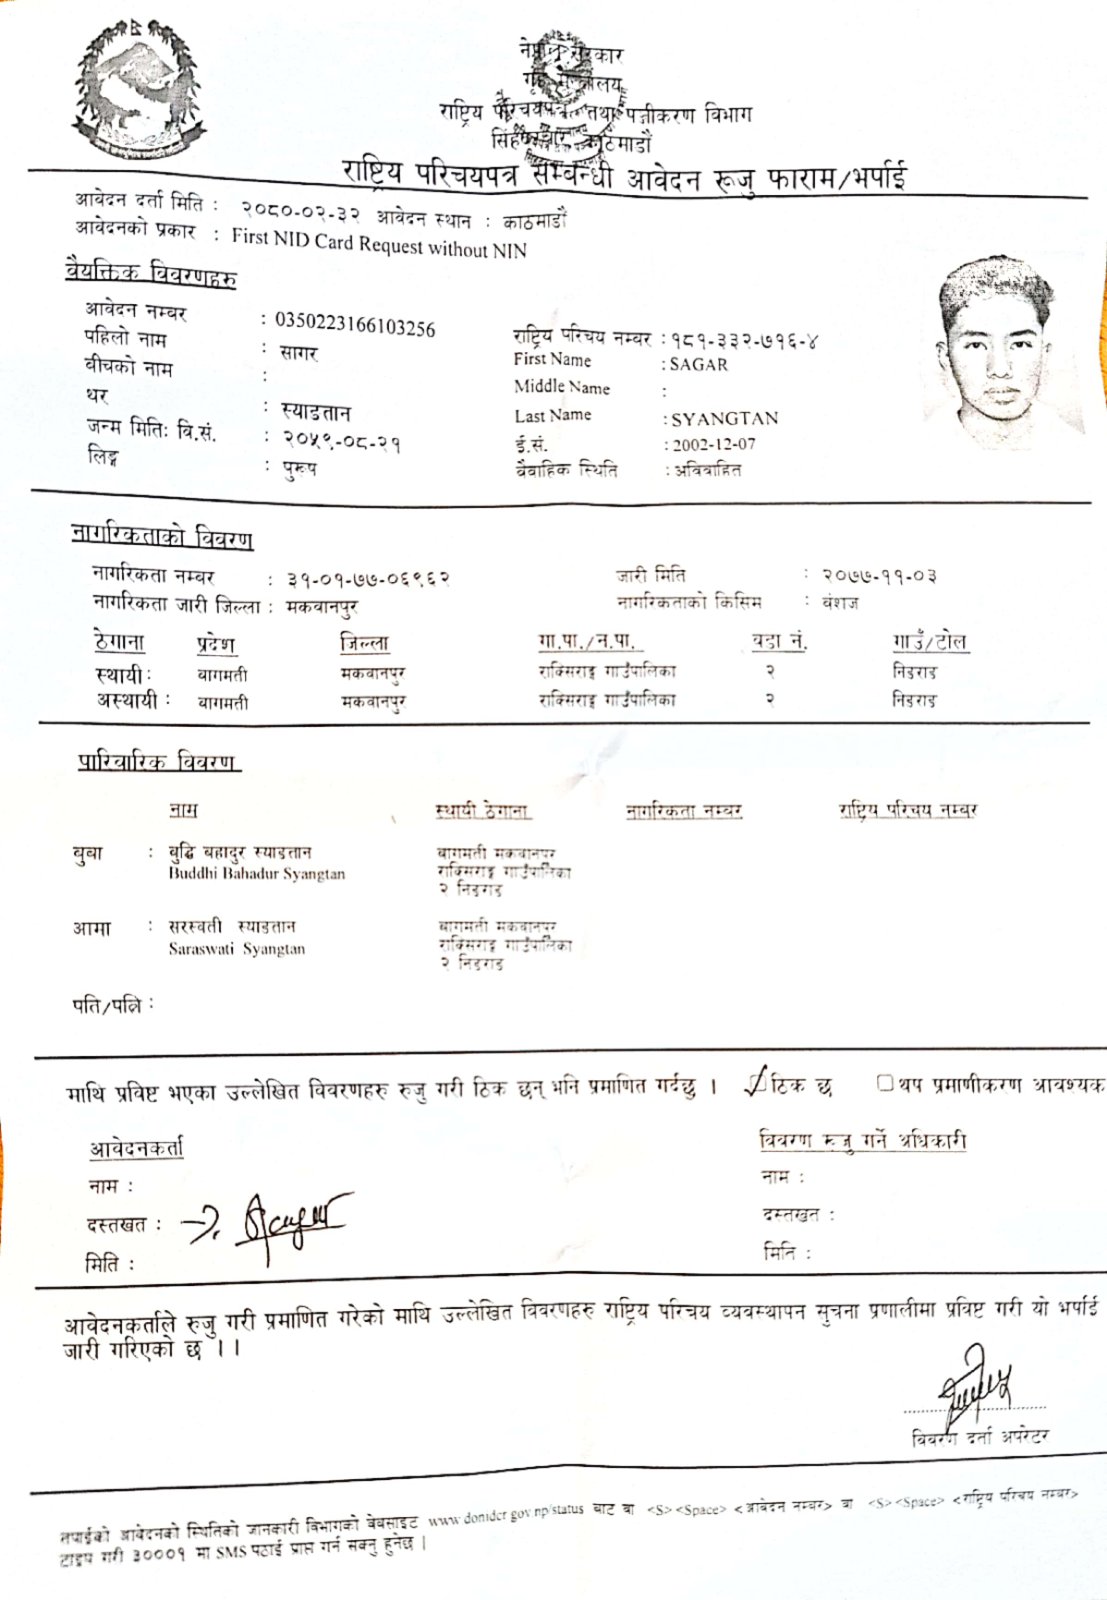 नेपाल सरकार
गृह मन्त्रालय
राष्ट्रिय परिचयपत्र तथा पञ्जीकरण विभाग
सिंहदरबार, काठमाडौं
राष्ट्रिय परिचयपत्र सम्बन्धी आवेदन रूजु फाराम/भर्पाई
आवेदन दर्ता मिति : २०८०-०२-३२ आवेदन स्थान : काठमाडौं
आवेदनको प्रकार : First NID Card Request without NIN
वैयक्तिक विवरणहरु
आवेदन नम्बर : 0350223166103256 राष्ट्रिय परिचय नम्बर : १८१-३३२-७१६-४
पहिलो नाम : सागर First Name : SAGAR
बीचको नाम : Middle Name :
थर : स्याङतान Last Name : SYANGTAN
जन्म मितिः वि.सं. : २०५९-०८-२१ ई.सं. : 2002-12-07
लिङ्ग : पुरूष वैवाहिक स्थिति : अविवाहित
नागरिकताको विवरण
नागरिकता नम्बर : ३१-०१-७७-०६९६२ जारी मिति : २०७७-११-०३
नागरिकता जारी जिल्ला : मकवानपुर नागरिकताको किसिम : वंशज
ठेगाना प्रदेश जिल्ला गा.पा./न.पा. वडा नं. गाउँ/टोल
स्थायी : बागमती मकवानपुर राक्सिराङ्ग गाउँपालिका २ निङराङ
अस्थायी : बागमती मकवानपुर राक्सिराङ्ग गाउँपालिका २ निङराङ
पारिवारिक विवरण
नाम स्थायी ठेगाना नागरिकता नम्बर राष्ट्रिय परिचय नम्बर
बुबा : बुद्धि बहादुर स्याङतान बागमती मकवानपुर
Buddhi Bahadur Syangtan राक्सिराङ्ग गाउँपालिका
२ निङराङ
आमा : सरस्वती स्याङतान बागमती मकवानपुर
Saraswati Syangtan राक्सिराङ्ग गाउँपालिका
२ निङराङ
पति/पत्नि :
माथि प्रविष्ट भएका उल्लेखित विवरणहरु रुजु गरी ठिक छन् भनि प्रमाणित गर्दछु । ठिक छ थप प्रमाणीकरण आवश्यक
आवेदनकर्ता विवरण रूजु गर्ने अधिकारी
नाम : नाम :
दस्तखत : दस्तखत :
मिति : मिति :
आवेदनकर्ताले रुजु गरी प्रमाणित गरेको माथि उल्लेखित विवरणहरु राष्ट्रिय परिचय व्यवस्थापन सुचना प्रणालीमा प्रविष्ट गरी यो भर्पाई
जारी गरिएको छ ।।
विवरण दर्ता अपरेटर
तपाईको आवेदनको स्थितिको जानकारी विभागको वेबसाइट www donidcr gov np/status बाट वा <S><Space> <आवेदन नम्बर> वा <S><Space> <राष्ट्रिय परिचय नम्बर>
टाइप गरी ३०००१ मा SMS पठाई प्राप्त गर्न सक्नु हुनेछ |